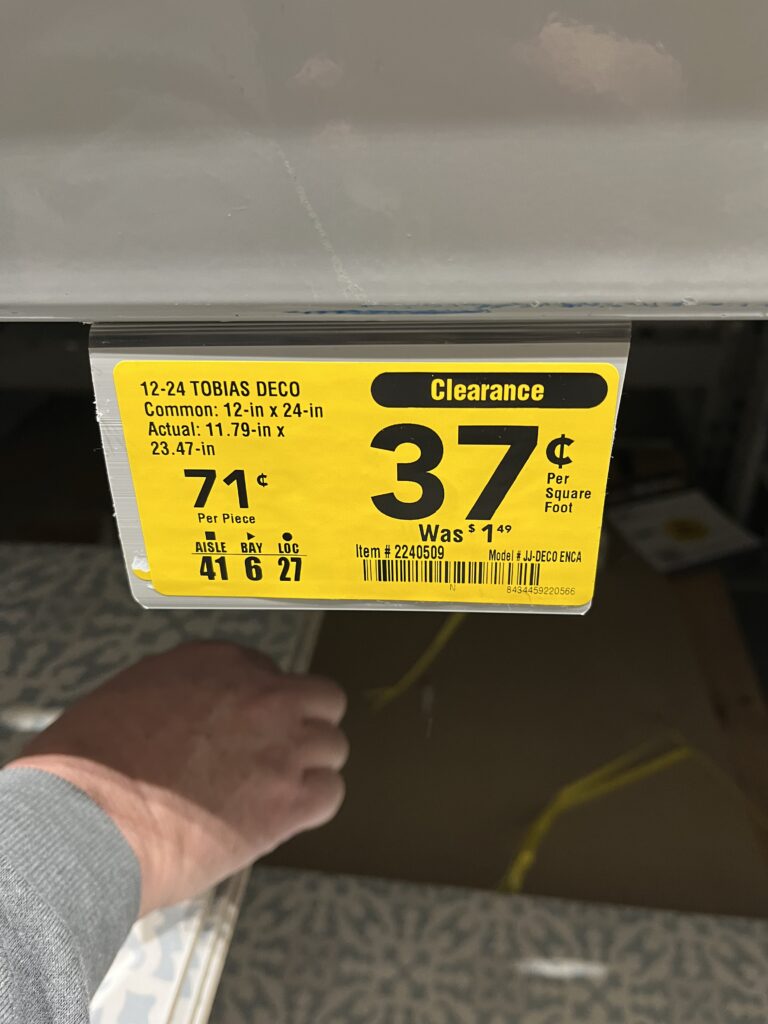 12-24 TOBIAS DECO
Common: 12-in x 24-in
Actual: 11.79-in x
23.47-in
71¢
Per Piece
AISLE BAY LOC
41 6 27
Clearance
37¢
Per
Square
Foot
Was $1 49
Item # 2240509 Model # JJ-DECO ENCA
N 8434459220566